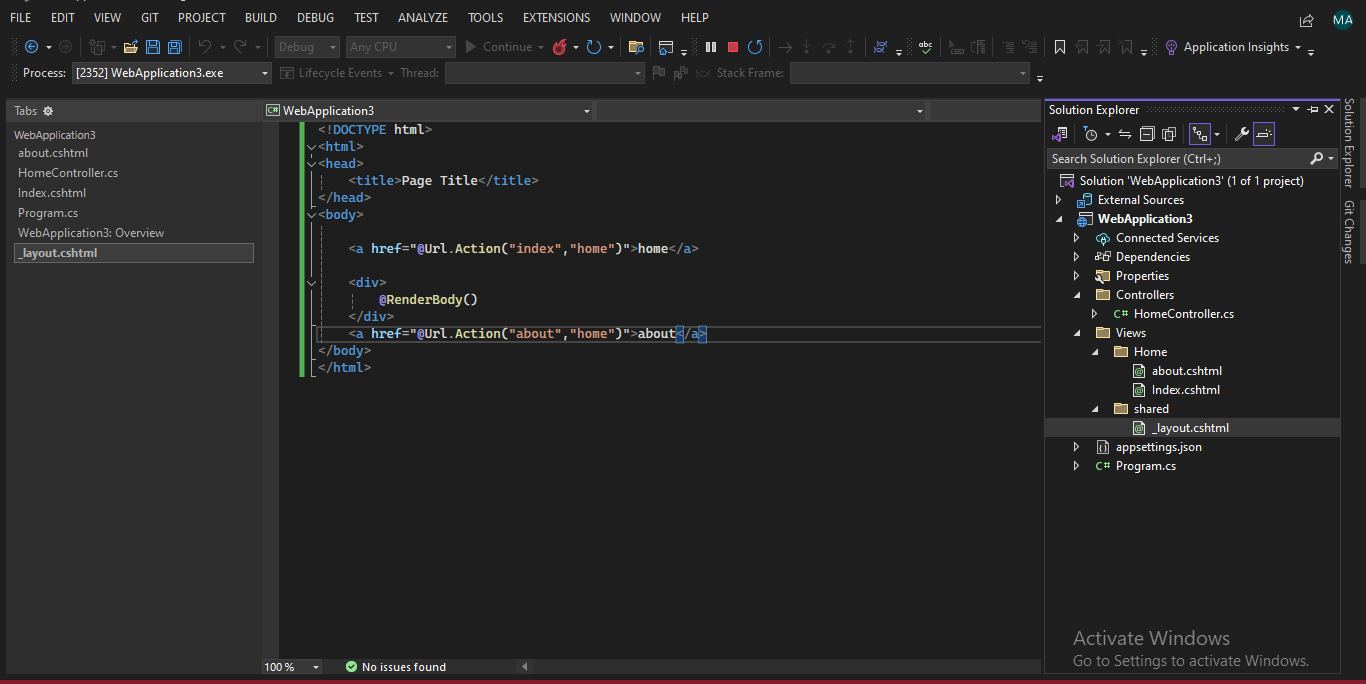 FILE EDIT VIEW GIT PROJECT BUILD DEBUG TEST ANALYZE TOOLS EXTENSIONS WINDOW HELP
MA
Debug Any CPU Continue Application Insights
Process: [2352] WebApplication3.exe Lifecycle Events Thread: Stack Frame:
Tabs
WebApplication3
about.cshtml
HomeController.cs
Index.cshtml
Program.cs
WebApplication3: Overview
_layout.cshtml
C# WebApplication3
<!DOCTYPE html>
<html>
<head>
<title>Page Title</title>
</head>
<body>
<a href="@Url.Action("index","home")">home</a>
<div>
@RenderBody()
</div>
<a href="@Url.Action("about","home")">about</a>
</body>
</html>
100 % No issues found
Solution Explorer
Search Solution Explorer (Ctrl+;)
Solution 'WebApplication3' (1 of 1 project)
External Sources
WebApplication3
Connected Services
Dependencies
Properties
Controllers
C# HomeController.cs
Views
Home
about.cshtml
Index.cshtml
shared
_layout.cshtml
appsettings.json
C# Program.cs
Solution Explorer
Git Changes
Activate Windows
Go to Settings to activate Windows.